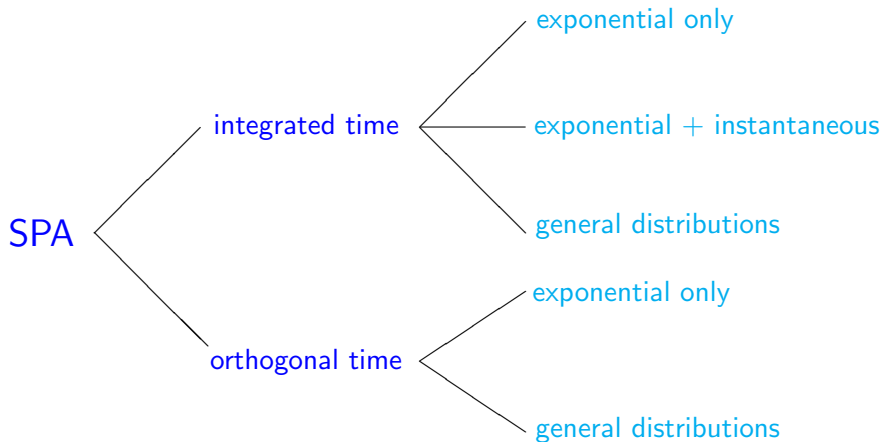 exponential only
integrated time
exponential + instantaneous
general distributions
SPA
exponential only
orthogonal time
general distributions